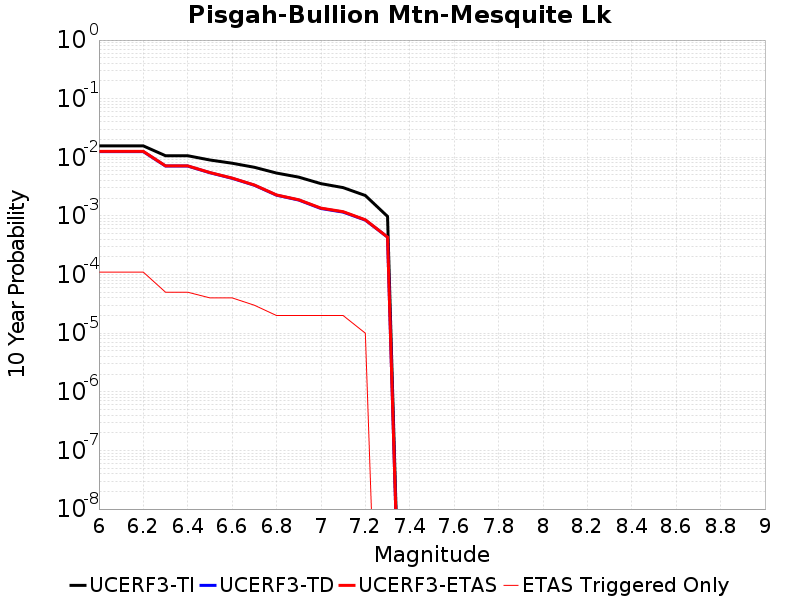 Pisgah-Bullion Mtn-Mesquite Lk
10 Year Probability
10^0
10^-1
10^-2
10^-3
10^-4
10^-5
10^-6
10^-7
10^-8
6 6.2 6.4 6.6 6.8 7 7.2 7.4 7.6 7.8 8 8.2 8.4 8.6 8.8 9
Magnitude
UCERF3-TI UCERF3-TD UCERF3-ETAS ETAS Triggered Only